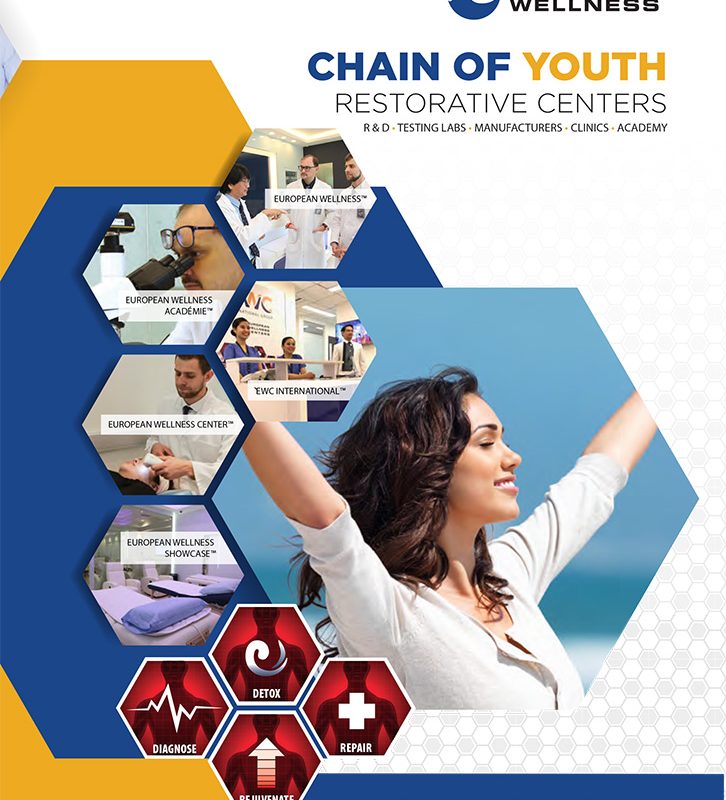 WELLNESS
CHAIN OF YOUTH
RESTORATIVE CENTERS
R & D • TESTING LABS • MANUFACTURERS • CLINICS • ACADEMY
EUROPEAN WELLNESS™
EUROPEAN WELLNESS
ACADÉMIE™
EWC INTERNATIONAL™
EUROPEAN WELLNESS CENTER™
EUROPEAN WELLNESS
SHOWCASE™
DETOX
DIAGNOSE
REPAIR
REJUVENATE